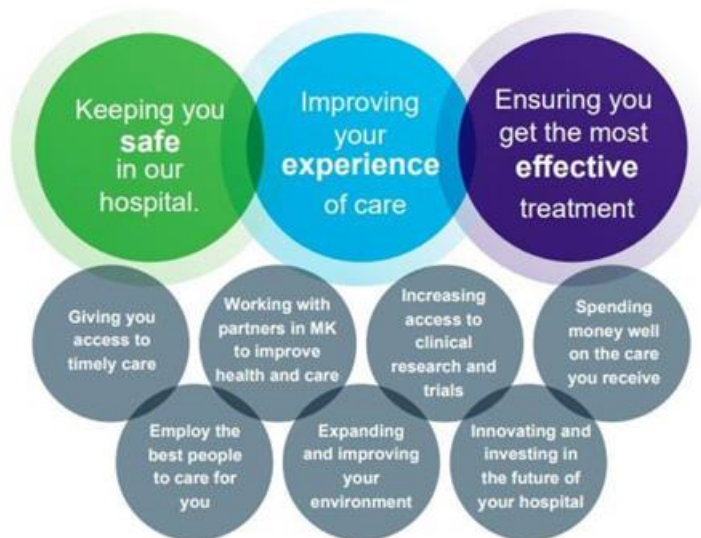 Keeping you
safe
in our
hospital.
Improving
your
experience
of care
Ensuring you
get the most
effective
treatment
Giving you
access to
timely care
Working with
partners in MK
to improve
health and care
Increasing
access to
clinical
research and
trials
Spending
money well
on the care
you receive
Employ the
best people
to care for
you
Expanding
and improving
your
environment
Innovating and
investing in
the future of
your hospital